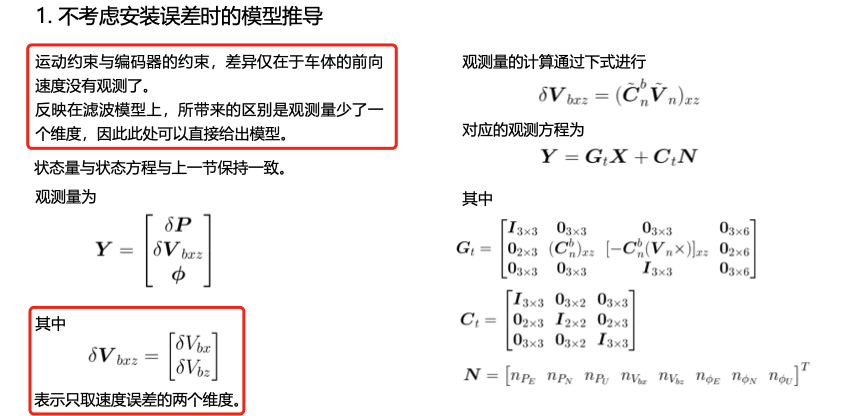 1. 不考虑安装误差时的模型推导
运动约束与编码器的约束，差异仅在于车体的前向
速度没有观测了。
反映在滤波模型上，所带来的区别是观测量少了一
个维度，因此此处可以直接给出模型。
状态量与状态方程与上一节保持一致。
观测量为
$\boldsymbol{Y} = \begin{bmatrix} \delta \boldsymbol{P} \\ \delta \boldsymbol{V}_{bxz} \\ \boldsymbol{\phi} \end{bmatrix}$
其中
$\delta \boldsymbol{V}_{bxz} = \begin{bmatrix} \delta V_{bx} \\ \delta V_{bz} \end{bmatrix}$
表示只取速度误差的两个维度。
观测量的计算通过下式进行
$\delta \boldsymbol{V}_{bxz} = (\tilde{\boldsymbol{C}}_n^b \tilde{\boldsymbol{V}}_n)_{xz}$
对应的观测方程为
$\boldsymbol{Y} = \boldsymbol{G}_t \boldsymbol{X} + \boldsymbol{C}_t \boldsymbol{N}$
其中
$\boldsymbol{G}_t = \begin{bmatrix} \boldsymbol{I}_{3\times3} & \boldsymbol{0}_{3\times3} & \boldsymbol{0}_{3\times3} & \boldsymbol{0}_{3\times6} \\ \boldsymbol{0}_{2\times3} & (\boldsymbol{C}_n^b)_{xz} & [-\boldsymbol{C}_n^b(\boldsymbol{V}_n\times)]_{xz} & \boldsymbol{0}_{2\times6} \\ \boldsymbol{0}_{3\times3} & \boldsymbol{0}_{3\times3} & \boldsymbol{I}_{3\times3} & \boldsymbol{0}_{3\times6} \end{bmatrix}$
$\boldsymbol{C}_t = \begin{bmatrix} \boldsymbol{I}_{3\times3} & \boldsymbol{0}_{3\times2} & \boldsymbol{0}_{3\times3} \\ \boldsymbol{0}_{2\times3} & \boldsymbol{I}_{2\times2} & \boldsymbol{0}_{2\times3} \\ \boldsymbol{0}_{3\times3} & \boldsymbol{0}_{3\times2} & \boldsymbol{I}_{3\times3} \end{bmatrix}$
$\boldsymbol{N} = \begin{bmatrix} n_{P_E} & n_{P_N} & n_{P_U} & n_{V_{bx}} & n_{V_{bz}} & n_{\phi_E} & n_{\phi_N} & n_{\phi_U} \end{bmatrix}^T$